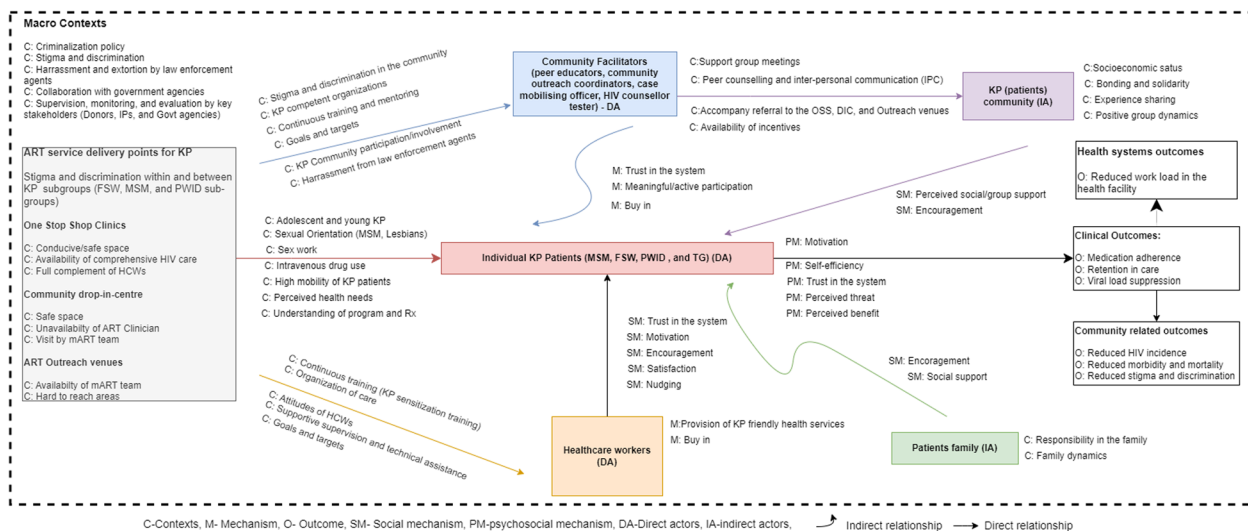 Macro Contexts
C: Criminalization policy
C: Stigma and discrimination
C: Harrassment and extortion by law enforcement
agents
C: Collaboration with government agencies
C: Supervision, monitoring, and evaluation by key
stakeholders (Donors, IPs, and Govt agencies)
ART service delivery points for KP
Stigma and discrimination within and between
KP subgroups (FSW, MSM, and PWID sub-
groups)
One Stop Shop Clinics
C: Conducive/safe space
C: Availability of comprehensive HIV care
C: Full complement of HCWs
Community drop-in-centre
C: Safe space
C: Unavailabilty of ART Clinician
C: Visit by mART team
ART Outreach venues
C: Availabilty of mART team
C: Hard to reach areas
C: Stigma and discrimination in the community
C: KP competent organizations
C: Continuous training and mentoring
C: Goals and targets
C: KP Community participation/involvement
C: Harrassment from law enforcement agents
Community Facilitators
(peer educators, community
outreach coordinators, case
mobilising officer, HIV counsellor
tester) - DA
C:Support group meetings
C: Peer counselling and inter-personal communication (IPC)
C: Accompany referral to the OSS, DIC, and Outreach venues
C: Availability of incentives
KP (patients)
community (IA)
C:Socioeconomic satus
C: Bonding and solidarity
C: Experience sharing
C: Positive group dynamics
M: Trust in the system
M: Meaningful/active participation
M: Buy in
SM: Perceived social/group support
SM: Encouragement
Health systems outcomes
O: Reduced work load in the
health facility
C: Adolescent and young KP
C: Sexual Orientation (MSM, Lesbians)
C: Sex work
C: Intravenous drug use
C: High mobility of KP patients
C: Perceived health needs
C: Understanding of program and Rx
Individual KP Patients (MSM, FSW, PWID , and TG) (DA)
PM: Motivation
PM: Self-efficiency
PM: Trust in the system
PM: Perceived threat
PM: Perceived benefit
Clinical Outcomes:
O: Medication adherence
O: Retention in care
O: Viral load suppression
Community related outcomes
O: Reduced HIV incidence
O: Reduced morbidity and mortality
O: Reduced stigma and discrimination
SM: Trust in the system
SM: Motivation
SM: Encouragement
SM: Satisfaction
SM: Nudging
SM: Encoragement
SM: Social support
C: Continuous training (KP sensitization training)
C: Organization of care
C: Attitudes of HCWs
C: Supportive supervision and technical assistance
C: Goals and targets
Healthcare workers
(DA)
M:Provision of KP friendly health services
M: Buy in
Patients family (IA)
C: Responsibility in the family
C: Family dynamics
C-Contexts, M- Mechanism, O- Outcome, SM- Social mechanism, PM-psychosocial mechanism, DA-Direct actors, IA-indirect actors, Indirect relationship Direct relationship